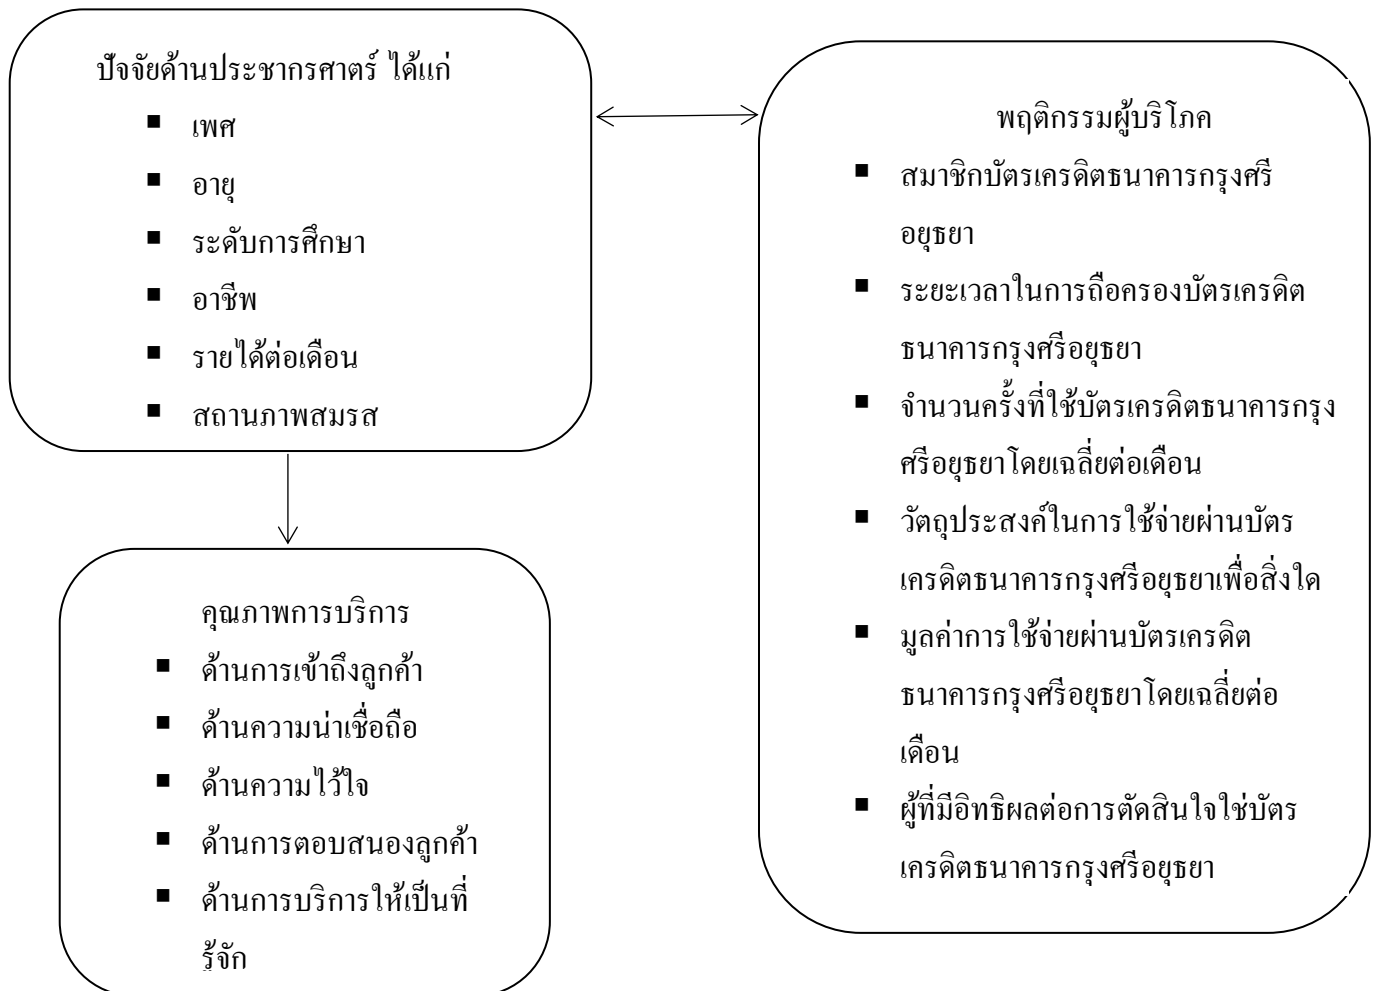 ปัจจัยด้านประชากรศาตร์ ได้แก่
■ เพศ
■ อายุ
■ ระดับการศึกษา
■ อาชีพ
■ รายได้ต่อเดือน
■ สถานภาพสมรส
คุณภาพการบริการ
■ ด้านการเข้าถึงลูกค้า
■ ด้านความน่าเชื่อถือ
■ ด้านความไว้ใจ
■ ด้านการตอบสนองลูกค้า
■ ด้านการบริการให้เป็นที่
รู้จัก
พฤติกรรมผู้บริโภค
■ สมาชิกบัตรเครดิตธนาคารกรุงศรี
อยุธยา
■ ระยะเวลาในการถือครองบัตรเครดิต
ธนาคารกรุงศรีอยุธยา
■ จำนวนครั้งที่ใช้บัตรเครดิตธนาคารกรุง
ศรีอยุธยาโดยเฉลี่ยต่อเดือน
■ วัตถุประสงค์ในการใช้จ่ายผ่านบัตร
เครดิตธนาคารกรุงศรีอยุธยาเพื่อสิ่งใด
■ มูลค่าการใช้จ่ายผ่านบัตรเครดิต
ธนาคารกรุงศรีอยุธยาโดยเฉลี่ยต่อ
เดือน
■ ผู้ที่มีอิทธิผลต่อการตัดสินใจใช่บัตร
เครดิตธนาคารกรุงศรีอยุธยา